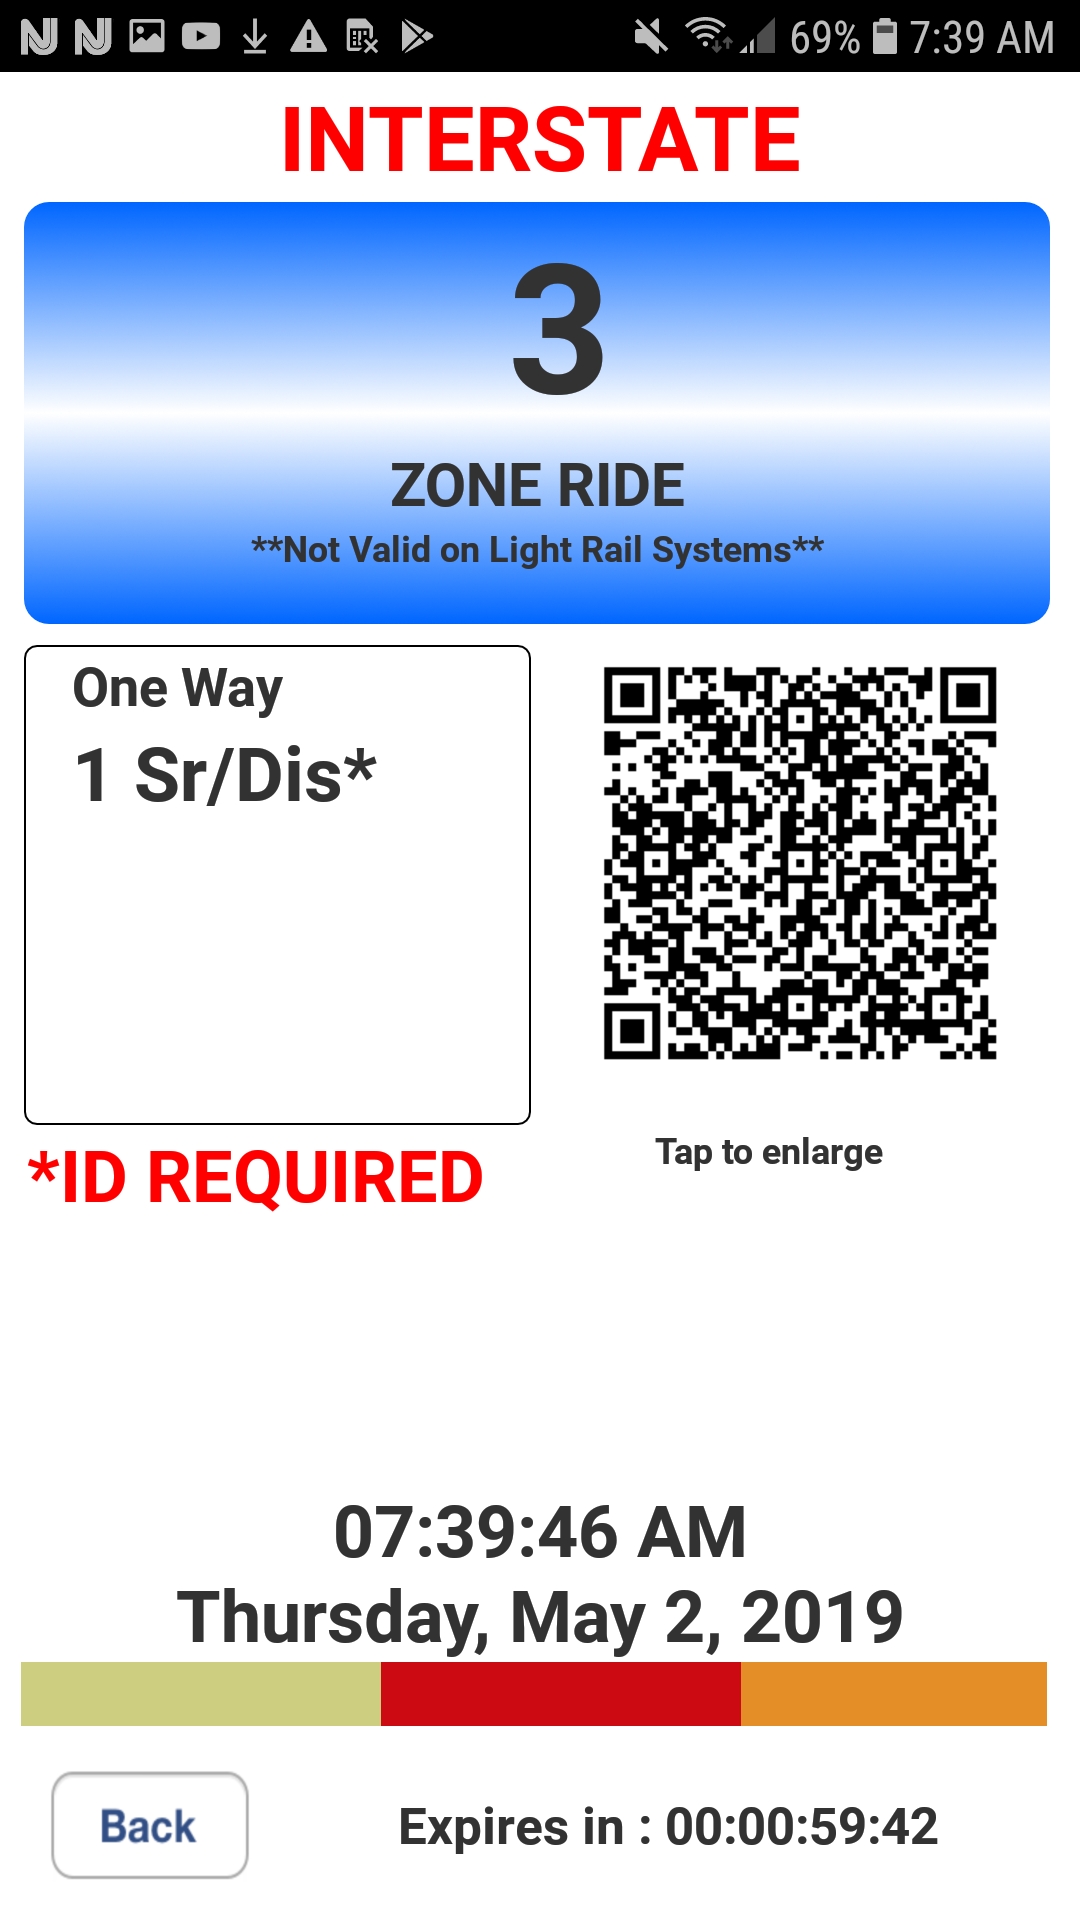 69% 7:39 AM
INTERSTATE
3
ZONE RIDE
**Not Valid on Light Rail Systems**
One Way
1 Sr/Dis*
Tap to enlarge
*ID REQUIRED
07:39:46 AM
Thursday, May 2, 2019
Back
Expires in : 00:00:59:42